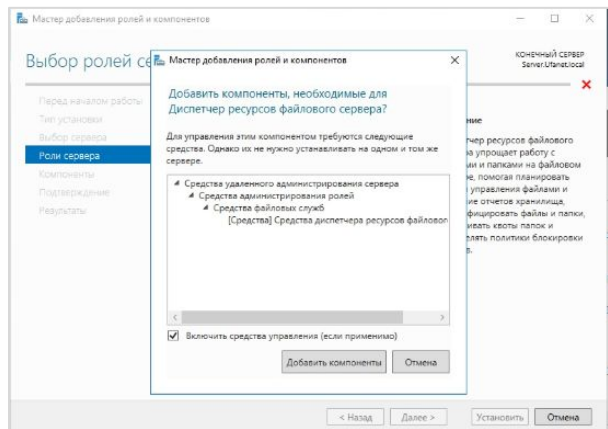 Мастер добавления ролей и компонентов
Выбор ролей се
КОНЕЧНЫЙ СЕРВЕР
Server.Ufanet.local
Перед началом работы
Тип установки
Выбор сервера
Роли сервера
Компоненты
Подтверждение
Результаты
Мастер добавления ролей и компонентов
Добавить компоненты, необходимые для
Диспетчер ресурсов файлового сервера?
Для управления этим компонентом требуются следующие
средства. Однако их не нужно устанавливать на одном и том же
сервере.
Средства удаленного администрирования сервера
Средства администрирования ролей
Средства файловых служб
[Средства] Средства диспетчера ресурсов файловог
Включить средства управления (если применимо)
Добавить компоненты
Отмена
ние
тчер ресурсов файлового
ра упрощает работу с
ми и папками на файловом
ре, помогая планировать
управления файлами и
ие отчетов хранилища,
фицировать файлы и папки,
ивать квоты папок и
елять политики блокировки
в.
< Назад
Далее >
Установить
Отмена